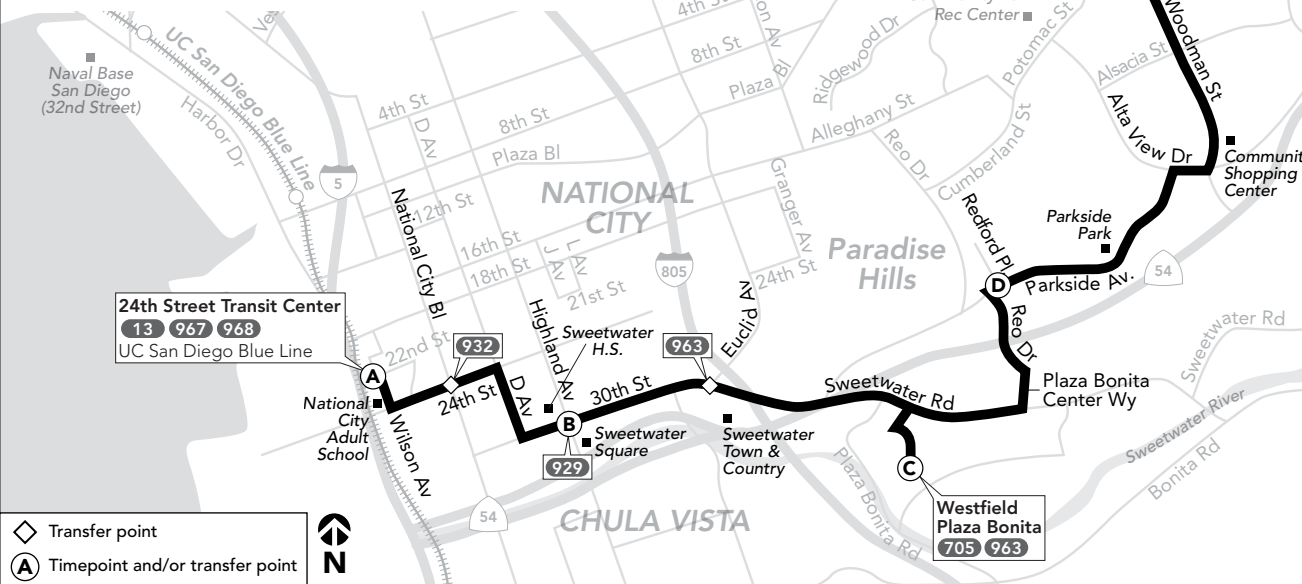 4th St
on Av
Rec Center
Woodman St
UC San Diego Blue Line
8th St
Ridgewood Dr
Potomac St
Alsacia St
Naval Base
San Diego
(32nd Street)
Plaza Bl
Harbor Dr
4th St
D Av
8th St
Alleghany St
Alta View Dr
Plaza Bl
Reo Dr
Cumberland St
Communit
Shopping
Center
5
NATIONAL
CITY
Granger Av
National City Bl
12th St
Redford Pl
Parkside
Park
16th St
J Av
L Av
Paradise
Hills
18th St
805
24th St
54
21st St
D
Parkside Av.
24th Street Transit Center
13 967 968
UC San Diego Blue Line
Highland Av
Euclid Av
Reo Dr
Sweetwater Rd
22nd St
932
Sweetwater
H.S.
963
A
National
City
Adult
School
24th St
D Av
30th St
Sweetwater Rd
Plaza Bonita
Center Wy
Wilson Av
B
Sweetwater
Square
929
Sweetwater
Town &
Country
Sweetwater River
Plaza Bonita Rd
C
Bonita Rd
54
CHULA VISTA
Westfield
Plaza Bonita
705 963
Transfer point
A Timepoint and/or transfer point
N